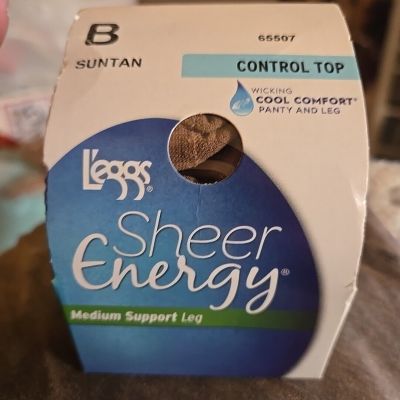 B
65507
SUNTAN
CONTROL TOP
WICKING
COOL COMFORT®
PANTY AND LEG
L'eggs®
Sheer
Energy®
Medium Support Leg